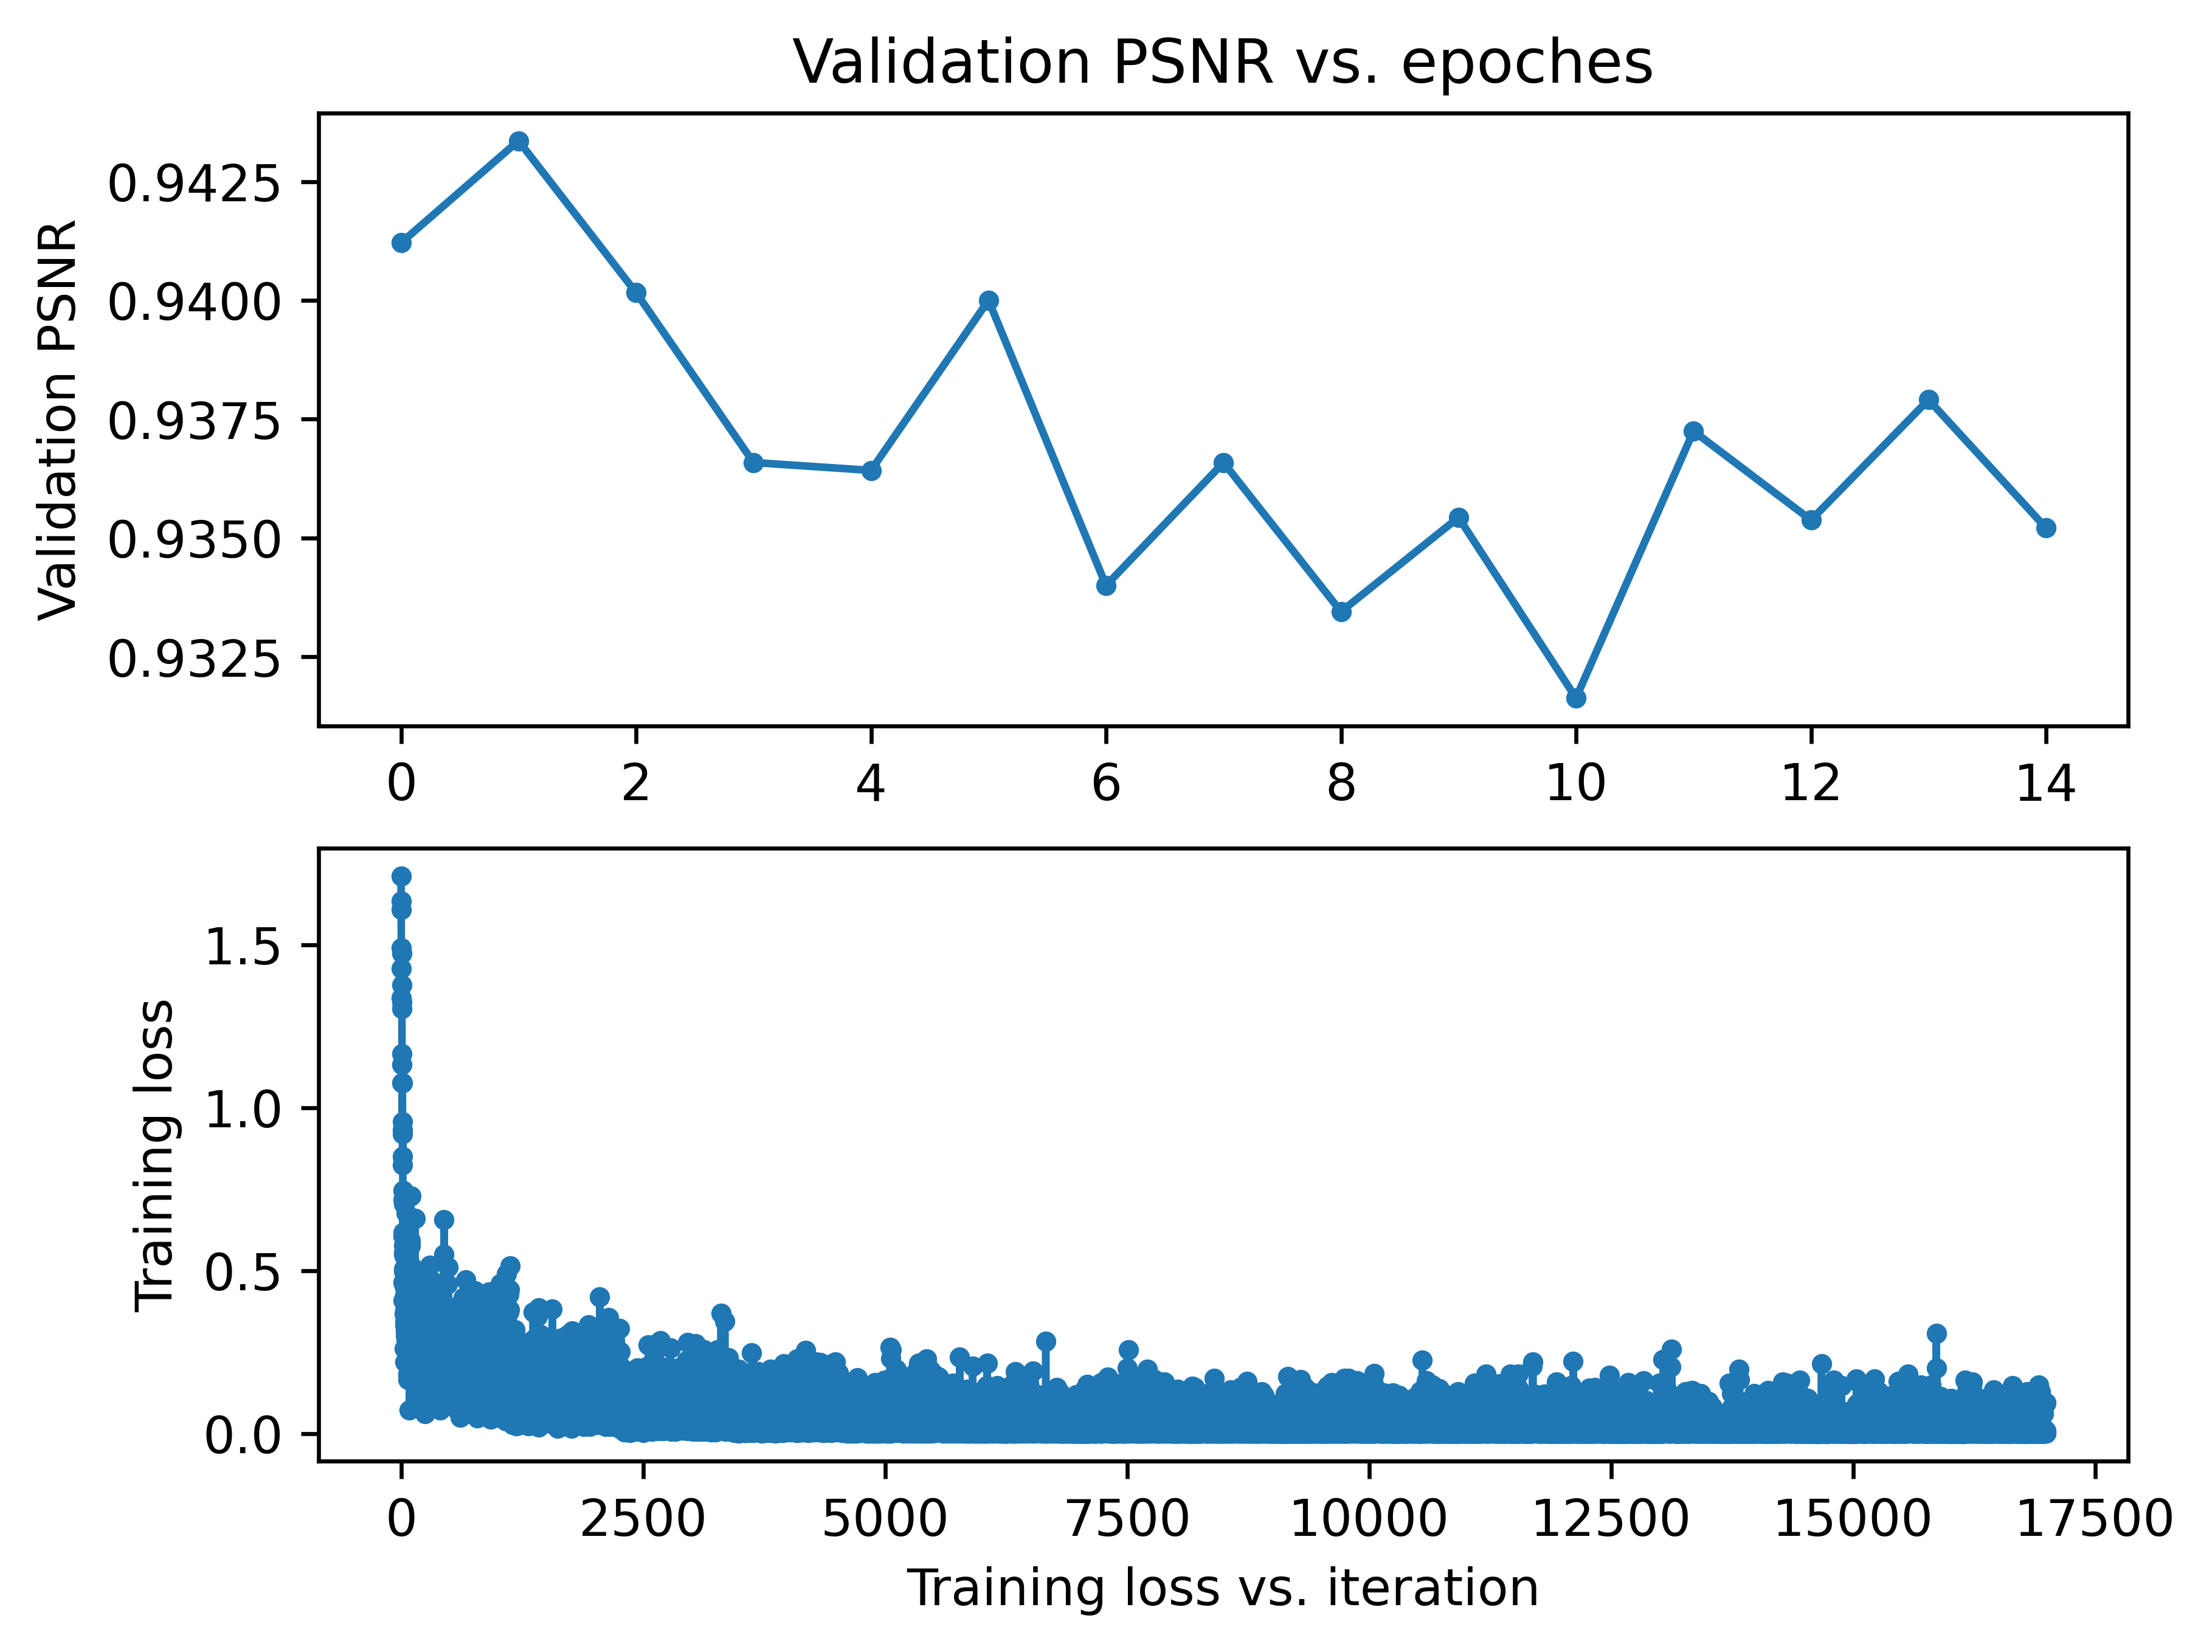 Validation PSNR vs. epoches
Validation PSNR
0.9425
0.9400
0.9375
0.9350
0.9325
0 2 4 6 8 10 12 14
Training loss
1.5
1.0
0.5
0.0
0 2500 5000 7500 10000 12500 15000 17500
Training loss vs. iteration